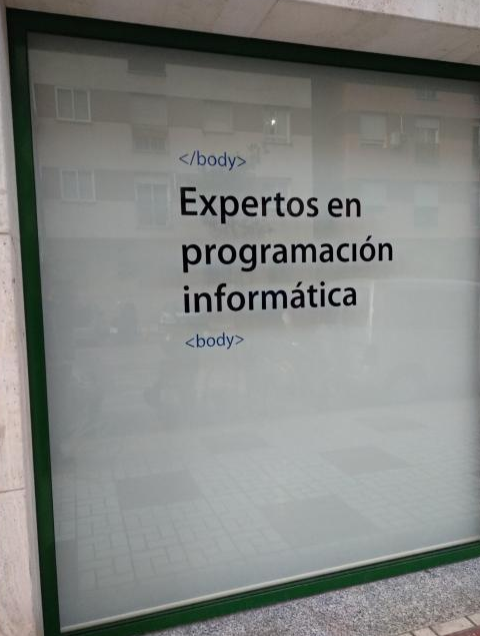 </body>
Expertos en
programación
informática
<body>